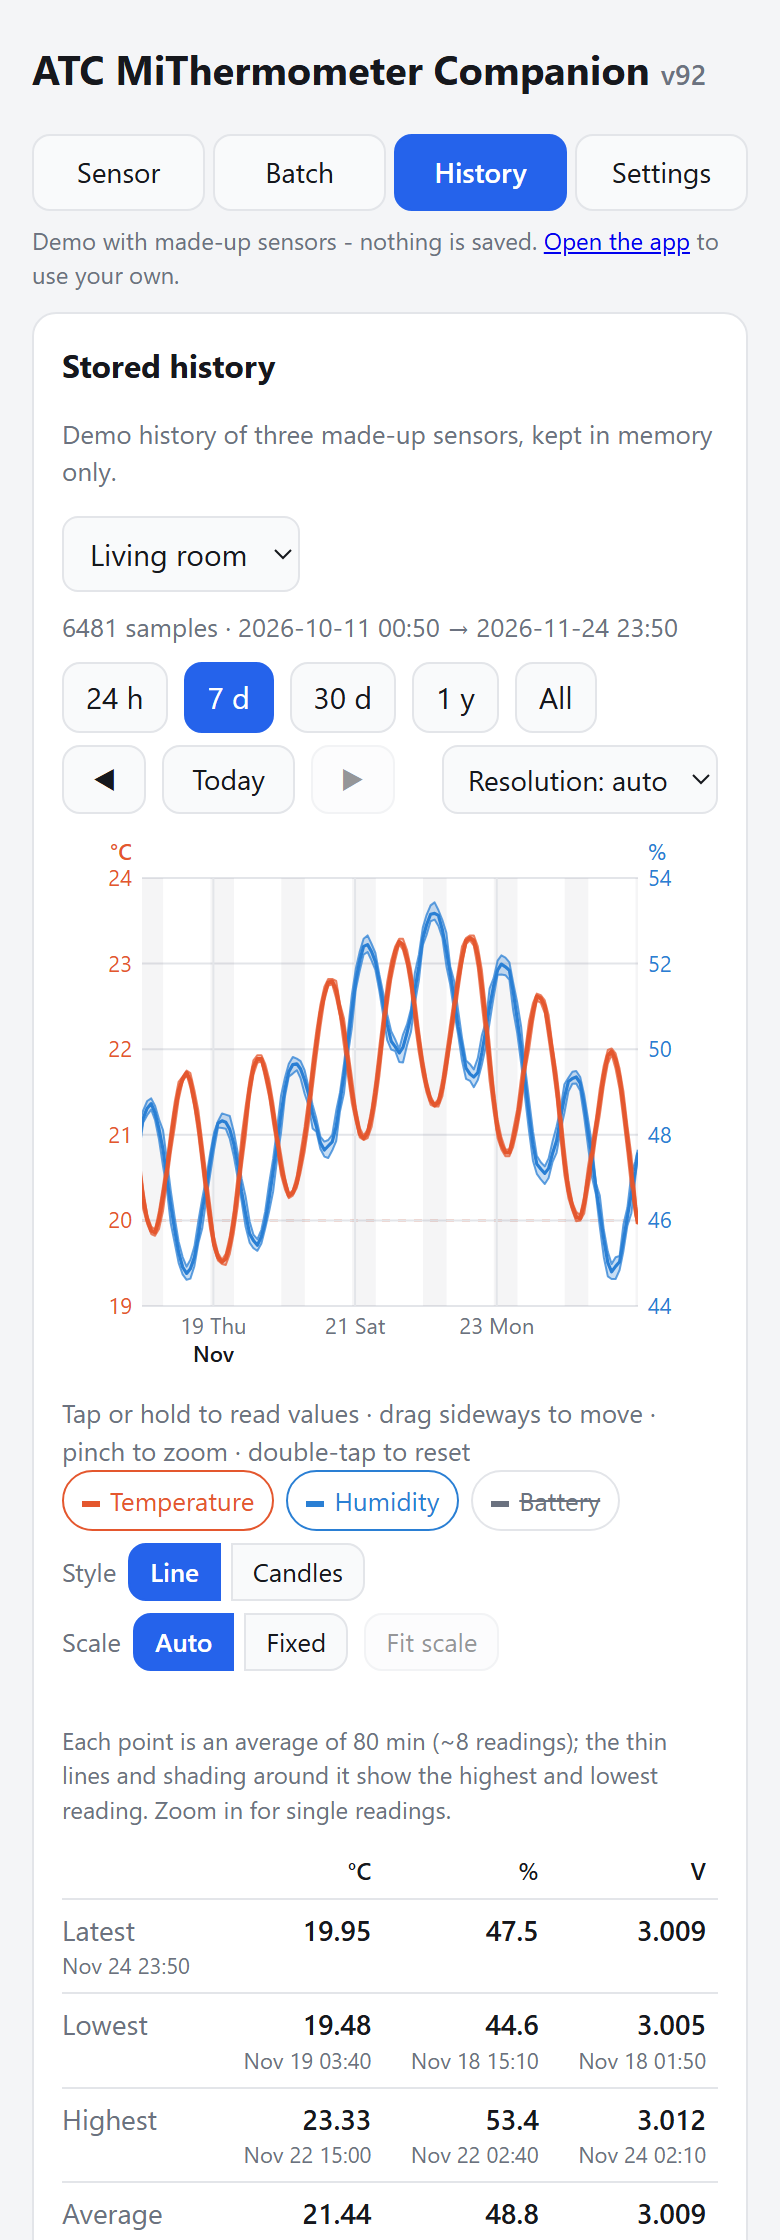 ATC MiThermometer Companion v92
Sensor Batch History Settings
Demo with made-up sensors - nothing is saved. Open the app to
use your own.
Stored history
Demo history of three made-up sensors, kept in memory
only.
Living room
6481 samples · 2026-10-11 00:50 → 2026-11-24 23:50
24 h 7 d 30 d 1 y All
◀ Today ▶ Resolution: auto
°C %
24 54
23 52
22 50
21 48
20 46
19 44
19 Thu 21 Sat 23 Mon
Nov
Tap or hold to read values · drag sideways to move ·
pinch to zoom · double-tap to reset
Temperature Humidity Battery
Style Line Candles
Scale Auto Fixed Fit scale
Each point is an average of 80 min (~8 readings); the thin
lines and shading around it show the highest and lowest
reading. Zoom in for single readings.
°C % V
Latest 19.95 47.5 3.009
Nov 24 23:50
Lowest 19.48 44.6 3.005
Nov 19 03:40 Nov 18 15:10 Nov 18 01:50
Highest 23.33 53.4 3.012
Nov 22 15:00 Nov 22 02:40 Nov 24 02:10
Average 21.44 48.8 3.009